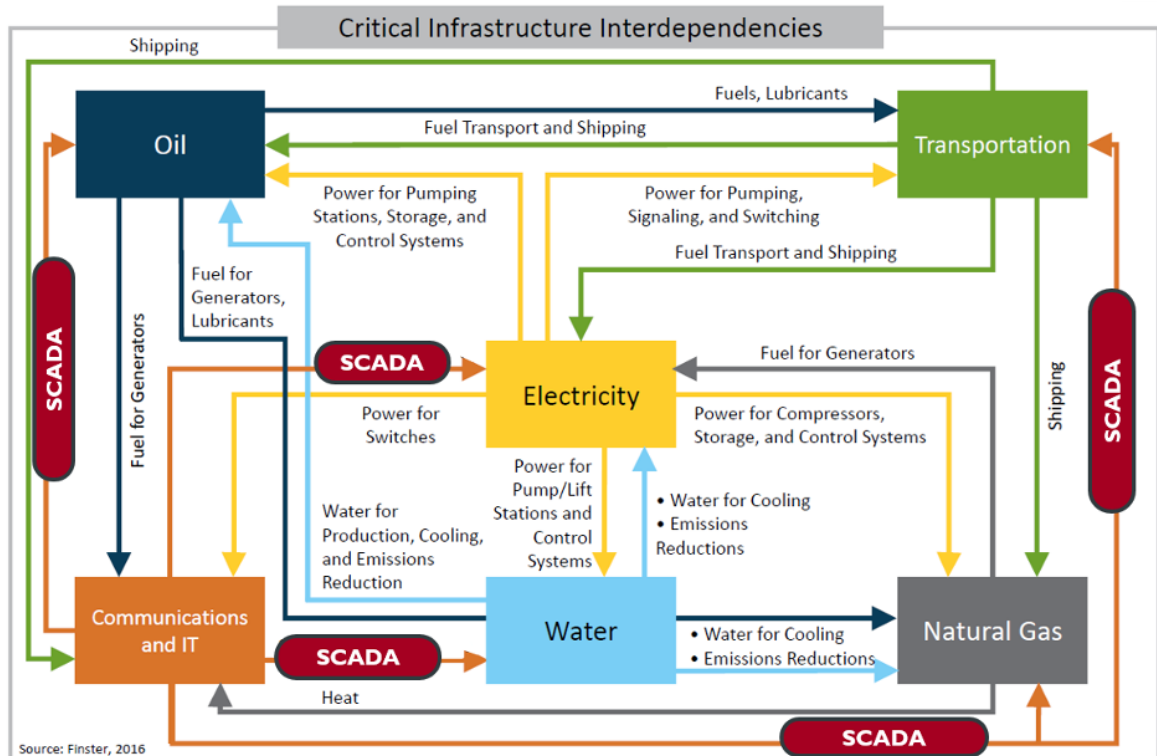 Critical Infrastructure Interdependencies
Shipping
Fuels, Lubricants
Oil
Transportation
Fuel Transport and Shipping
Power for Pumping
Stations, Storage, and
Control Systems
Power for Pumping,
Signaling, and Switching
Fuel Transport and Shipping
Fuel for
Generators,
Lubricants
SCADA
Fuel for Generators
SCADA
Fuel for Generators
Shipping
SCADA
Electricity
Power for
Switches
Power for Compressors,
Storage, and Control Systems
Power for
Pump/Lift
Stations and
Control
Systems
• Water for Cooling
• Emissions
Reductions
Water for
Production, Cooling,
and Emissions
Reduction
Communications
and IT
SCADA
Water
• Water for Cooling
• Emissions Reductions
Natural Gas
Heat
SCADA
Source: Finster, 2016